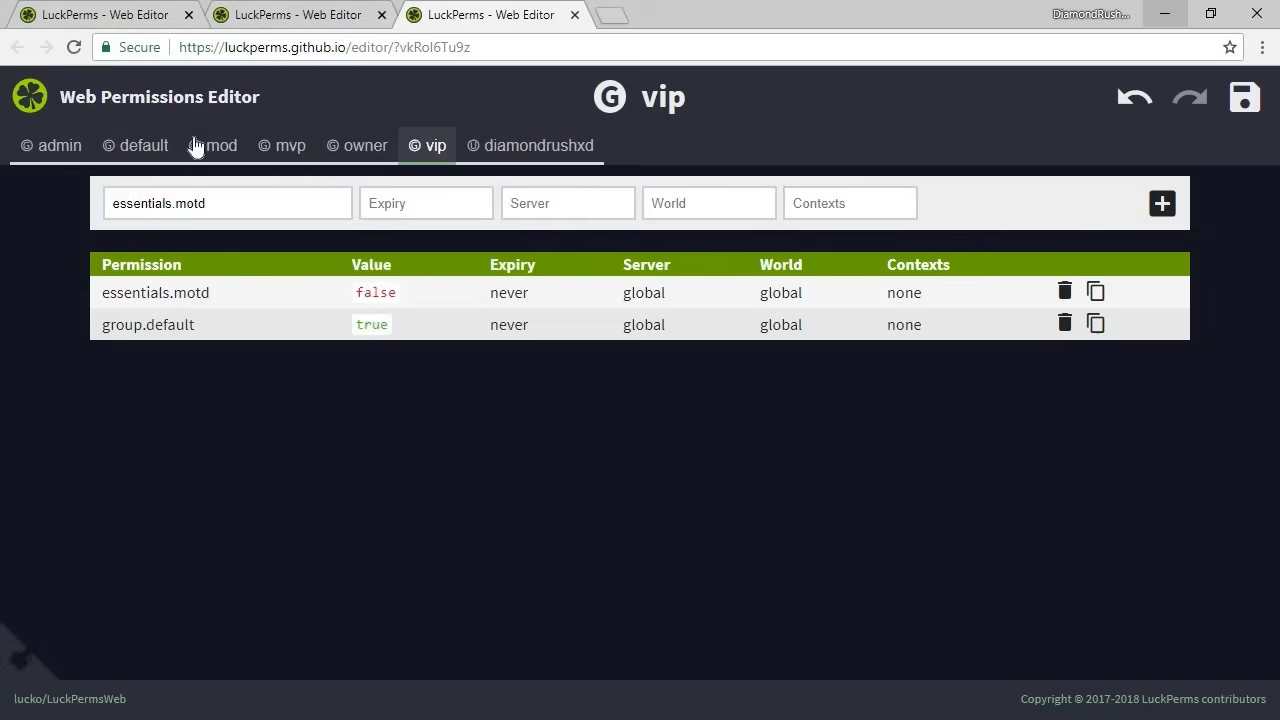 LuckPerms - Web Editor
LuckPerms - Web Editor
LuckPerms - Web Editor
DiamondRush...
Secure
https://luckperms.github.io/editor/?vkRol6Tu9z
Web Permissions Editor
G vip
G admin
G default
mod
G mvp
G owner
G vip
diamondrushxd
essentials.motd
Expiry
Server
World
Contexts
Permission Value Expiry Server World Contexts
essentials.motd false never global global none
group.default true never global global none
lucko/LuckPermsWeb
Copyright © 2017-2018 LuckPerms contributors